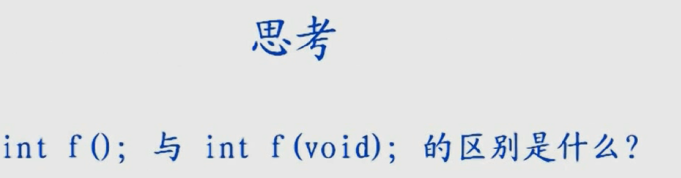 思考
int f(); 与 int f(void); 的区别是什么?